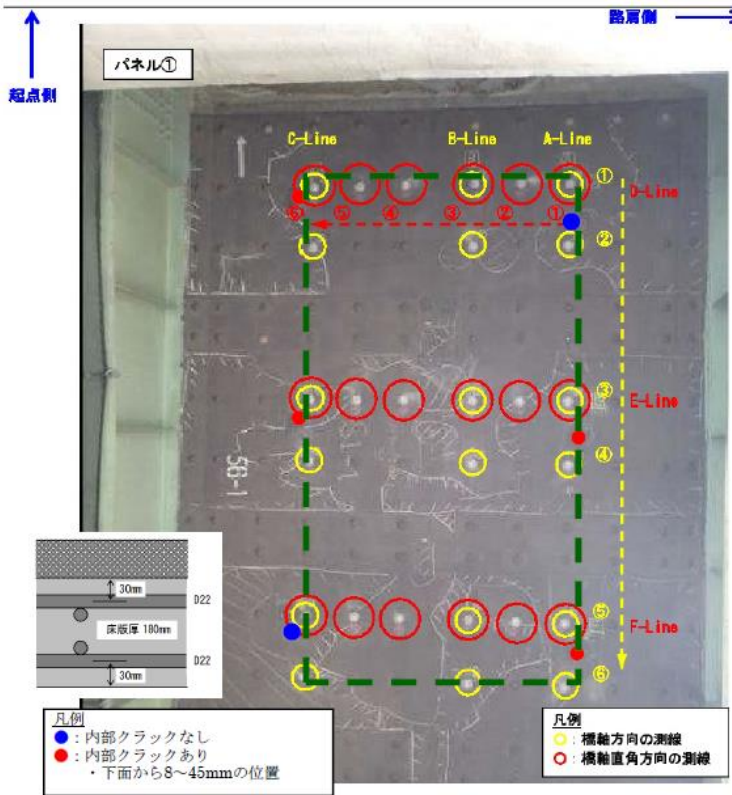 路肩側
起点側
パネル①
C-Line
B-Line
A-Line
①
D-Line
⑥
⑤
④
③
②
①
②
③
E-Line
④
56-1
30mm
D22
床版厚 180mm
D22
30mm
⑤
F-Line
⑥
凡例
：内部クラックなし
：内部クラックあり
・下面から8～45mmの位置
凡例
：橋軸方向の測線
：橋軸直角方向の測線